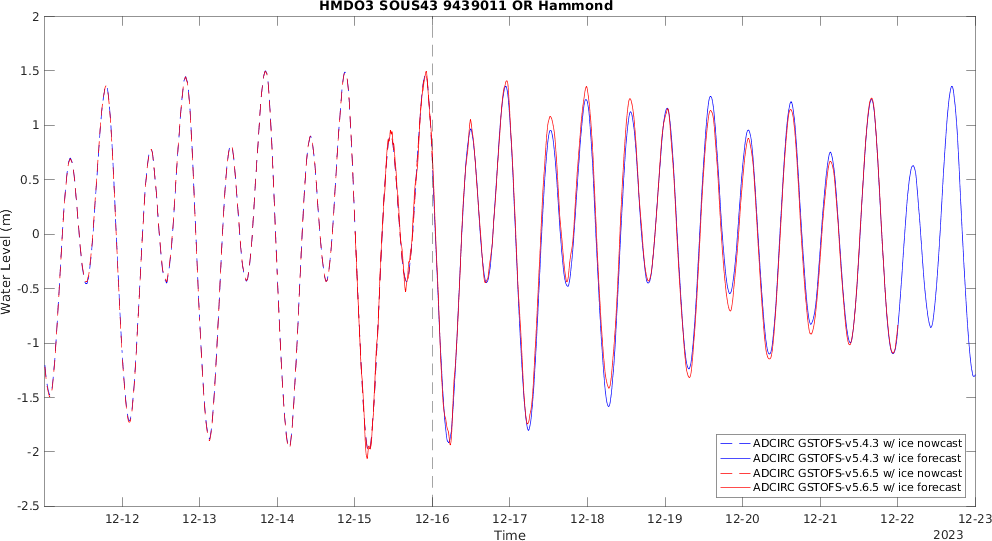 HMDO3 SOUS43 9439011 OR Hammond
2
1.5
1
0.5
0
-0.5
-1
-1.5
-2
-2.5
Water Level (m)
ADCIRC GSTOFS-v5.4.3 w/ ice nowcast
ADCIRC GSTOFS-v5.4.3 w/ ice forecast
ADCIRC GSTOFS-v5.6.5 w/ ice nowcast
ADCIRC GSTOFS-v5.6.5 w/ ice forecast
12-12 12-13 12-14 12-15 12-16 12-17 12-18 12-19 12-20 12-21 12-22 12-23
Time
2023